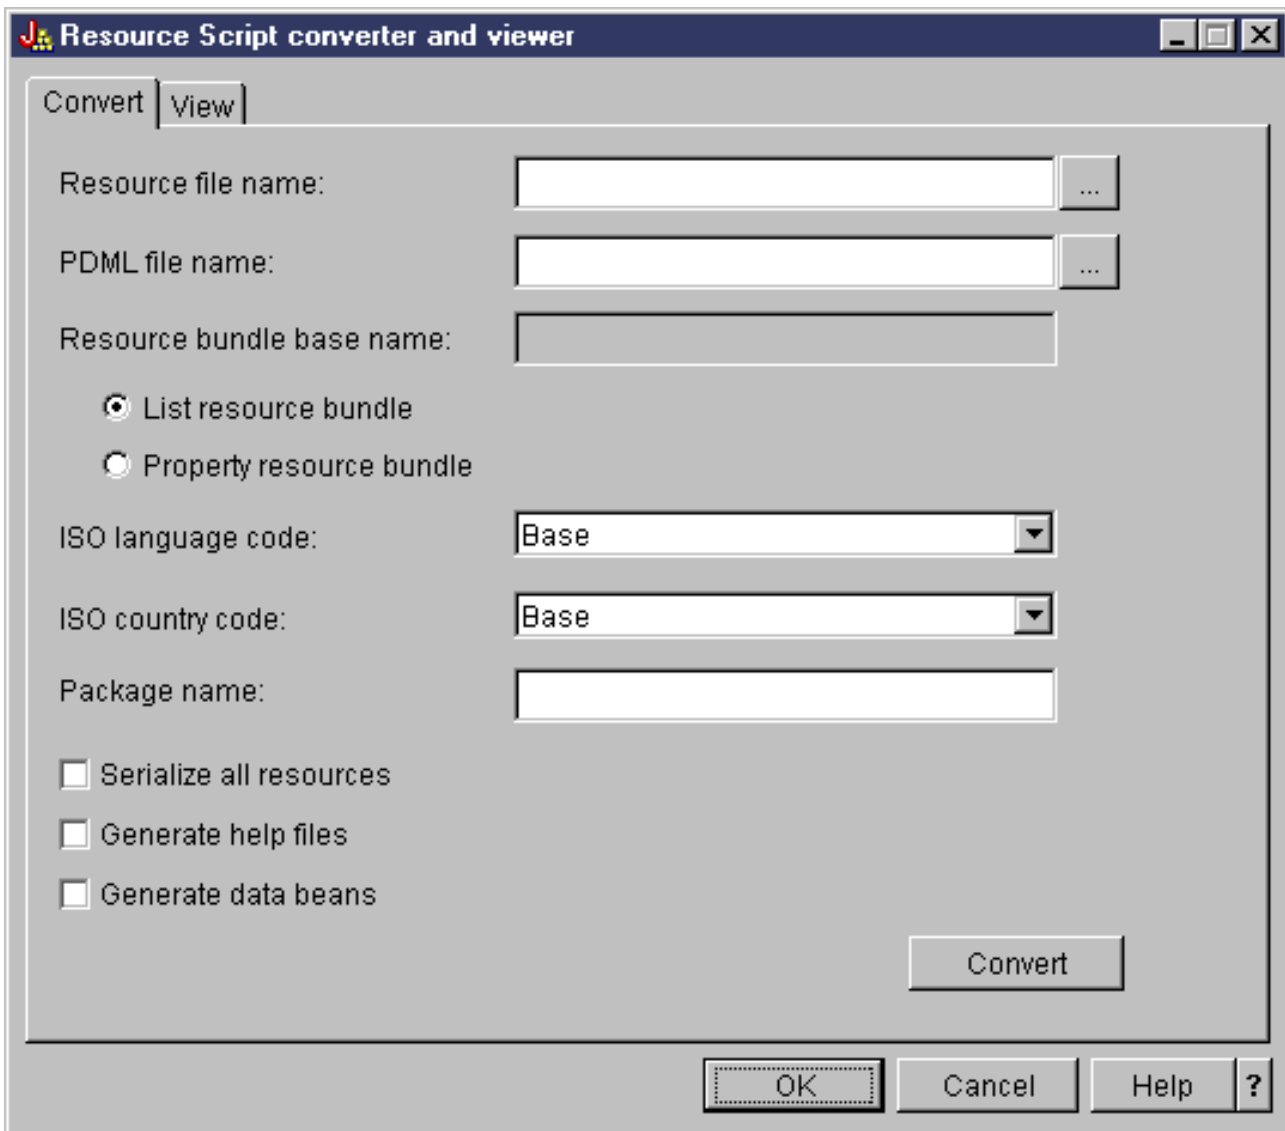 Resource Script converter and viewer
Convert View
Resource file name: ...
PDML file name: ...
Resource bundle base name:
List resource bundle
Property resource bundle
ISO language code: Base
ISO country code: Base
Package name:
Serialize all resources
Generate help files
Generate data beans
Convert
OK Cancel Help ?